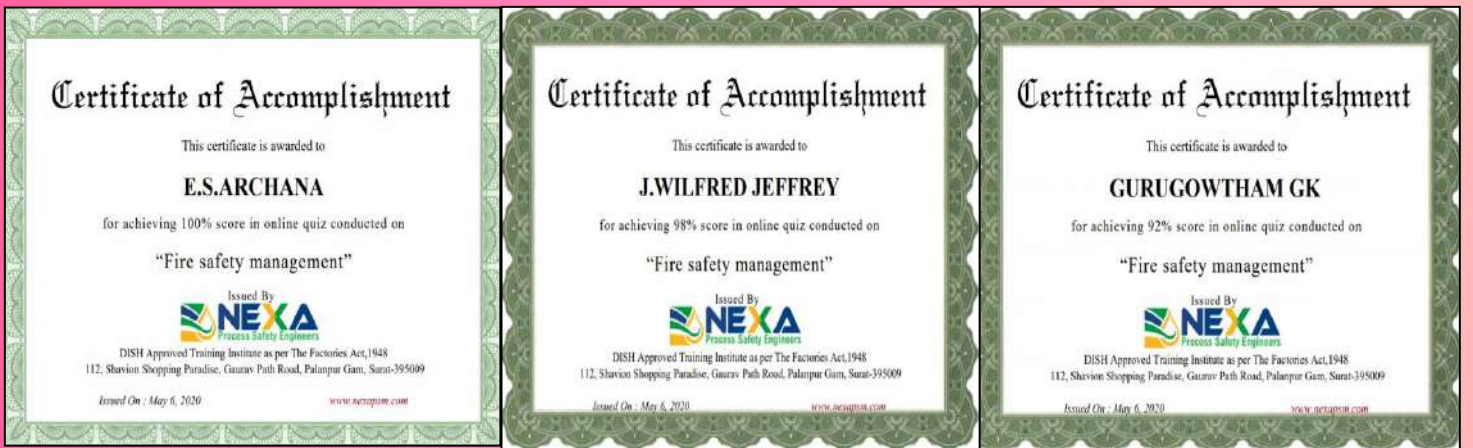 Certificate of Accomplishment
This certificate is awarded to
E.S.ARCHANA
for achieving 100% score in online quiz conducted on
“Fire safety management”
Issued By
NEXA
Process Safety Engineers
DISH Approved Training Institute as per The Factories Act,1948
112, Shavion Shopping Paradise, Gaurav Path Road, Palanpur Gam, Surat-395009
Issued On : May 6, 2020
www.nexapsm.com
Certificate of Accomplishment
This certificate is awarded to
J.WILFRED JEFFREY
for achieving 98% score in online quiz conducted on
“Fire safety management”
Issued By
NEXA
Process Safety Engineers
DISH Approved Training Institute as per The Factories Act,1948
112, Shavion Shopping Paradise, Gaurav Path Road, Palanpur Gam, Surat-395009
Issued On : May 6, 2020
www.nexapsm.com
Certificate of Accomplishment
This certificate is awarded to
GURUGOWTHAM GK
for achieving 92% score in online quiz conducted on
“Fire safety management”
Issued By
NEXA
Process Safety Engineers
DISH Approved Training Institute as per The Factories Act,1948
112, Shavion Shopping Paradise, Gaurav Path Road, Palanpur Gam, Surat-395009
Issued On : May 6, 2020
www.nexapsm.com